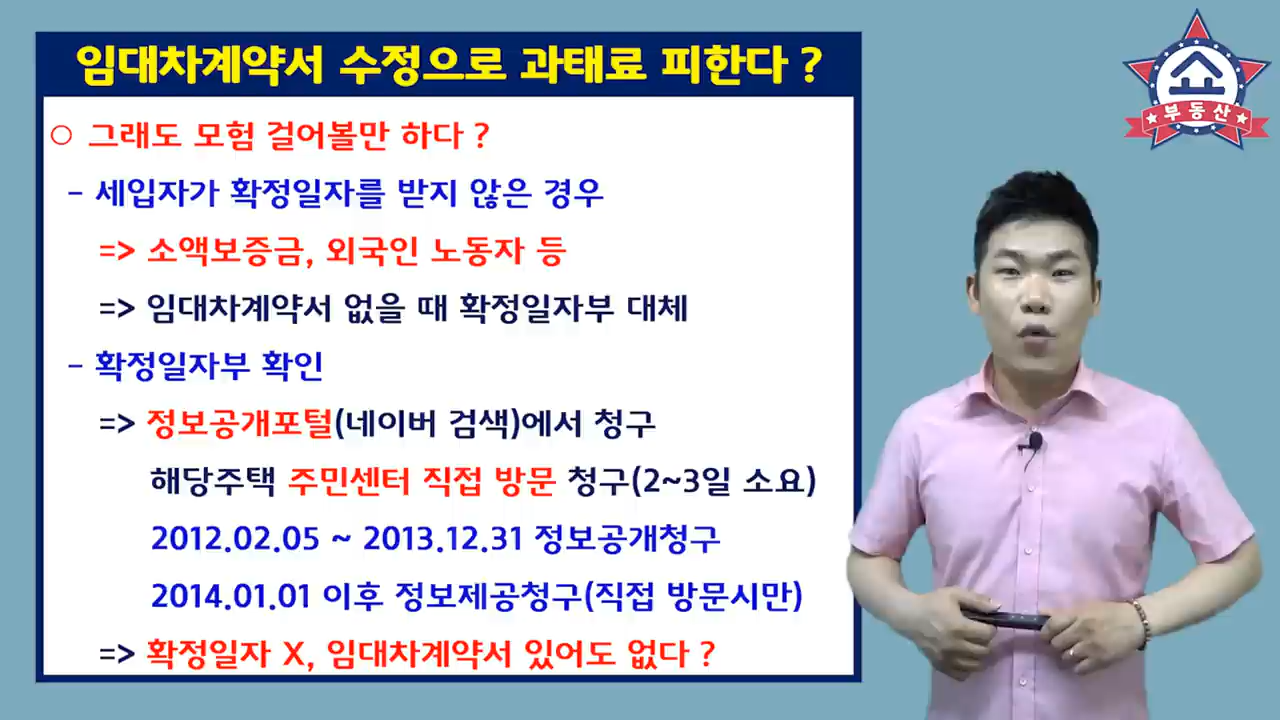 임대차계약서 수정으로 과태료 피한다 ?
부동산
○ 그래도 모험 걸어볼만 하다 ?
- 세입자가 확정일자를 받지 않은 경우
=> 소액보증금, 외국인 노동자 등
=> 임대차계약서 없을 때 확정일자부 대체
- 확정일자부 확인
=> 정보공개포털(네이버 검색)에서 청구
해당주택 주민센터 직접 방문 청구(2~3일 소요)
2012.02.05 ~ 2013.12.31 정보공개청구
2014.01.01 이후 정보제공청구(직접 방문시만)
=> 확정일자 X, 임대차계약서 있어도 없다 ?